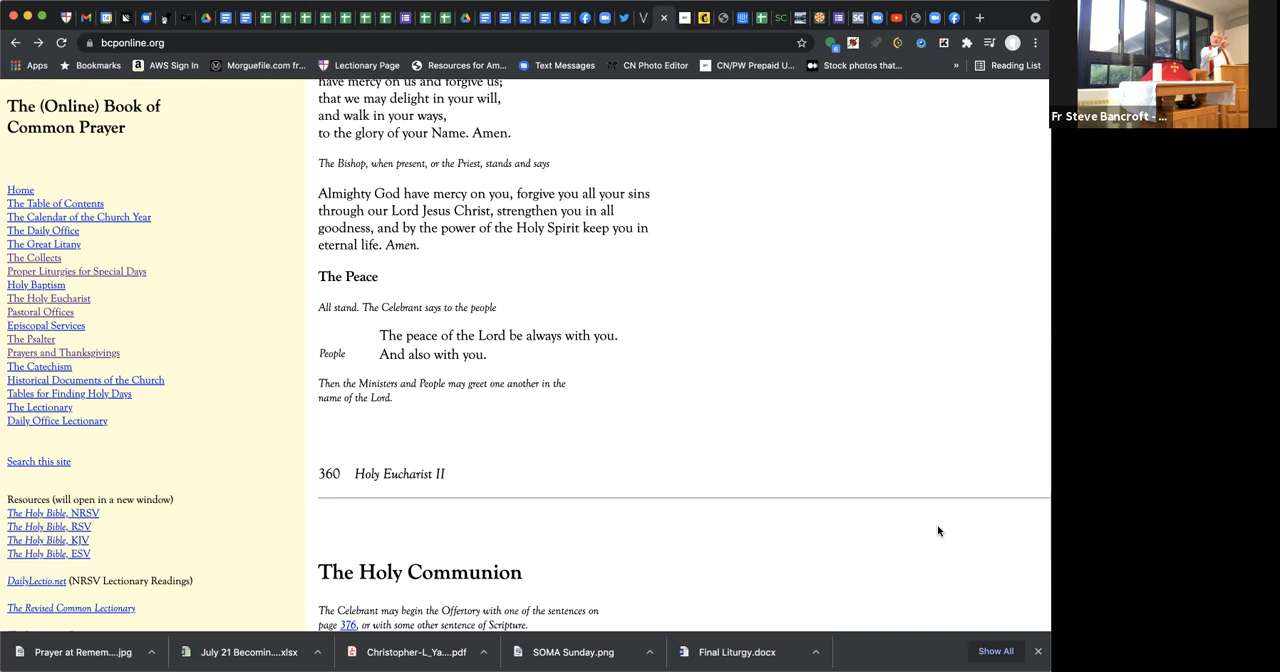 bcponline.org
Apps
Bookmarks
AWS Sign In
Morguefile.com fr...
Lectionary Page
Resources for Am...
Text Messages
CN Photo Editor
CN/PW Prepaid U...
Stock photos that...
»
Reading List
Fr Steve Bancroft - ...
The (Online) Book of
Common Prayer
Home
The Table of Contents
The Calendar of the Church Year
The Daily Office
The Great Litany
The Collects
Proper Liturgies for Special Days
Holy Baptism
The Holy Eucharist
Pastoral Offices
Episcopal Services
The Psalter
Prayers and Thanksgivings
The Catechism
Historical Documents of the Church
Tables for Finding Holy Days
The Lectionary
Daily Office Lectionary
Search this site
Resources (will open in a new window)
The Holy Bible, NRSV
The Holy Bible, RSV
The Holy Bible, KJV
The Holy Bible, ESV
DailyLectio.net (NRSV Lectionary Readings)
The Revised Common Lectionary
have mercy on us and forgive us;
that we may delight in your will,
and walk in your ways,
to the glory of your Name. Amen.
The Bishop, when present, or the Priest, stands and says
Almighty God have mercy on you, forgive you all your sins
through our Lord Jesus Christ, strengthen you in all
goodness, and by the power of the Holy Spirit keep you in
eternal life. Amen.
The Peace
All stand. The Celebrant says to the people
The peace of the Lord be always with you.
People And also with you.
Then the Ministers and People may greet one another in the
name of the Lord.
360 Holy Eucharist II
The Holy Communion
The Celebrant may begin the Offertory with one of the sentences on
page 376, or with some other sentence of Scripture.
Prayer at Remem....jpg
July 21 Becomin....xlsx
Christopher-L_Ya....pdf
SOMA Sunday.png
Final Liturgy.docx
Show All